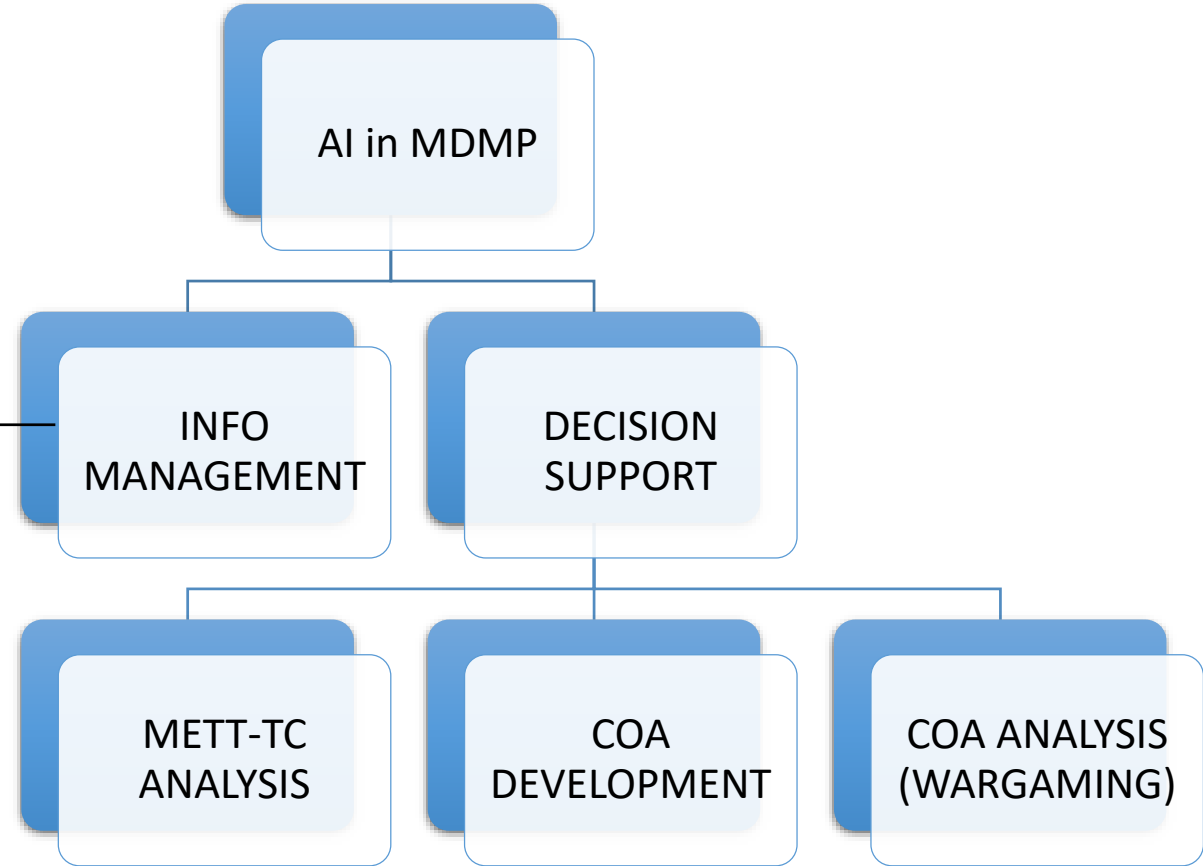 AI in MDMP
INFO
MANAGEMENT
DECISION
SUPPORT
METT-TC
ANALYSIS
COA
DEVELOPMENT
COA ANALYSIS
(WARGAMING)